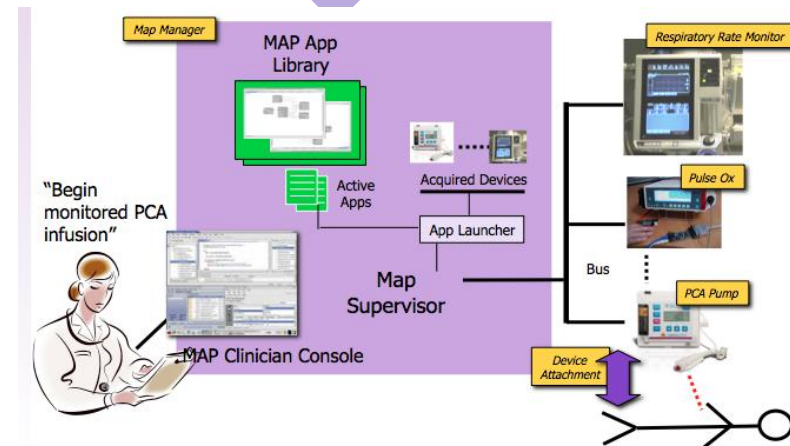 Map Manager
MAP App
Library
Respiratory Rate Monitor
"Begin
monitored PCA
infusion"
Active
Apps
Acquired Devices
App Launcher
Pulse Ox
Map
Supervisor
Bus
PCA Pump
MAP Clinician Console
Device
Attachment